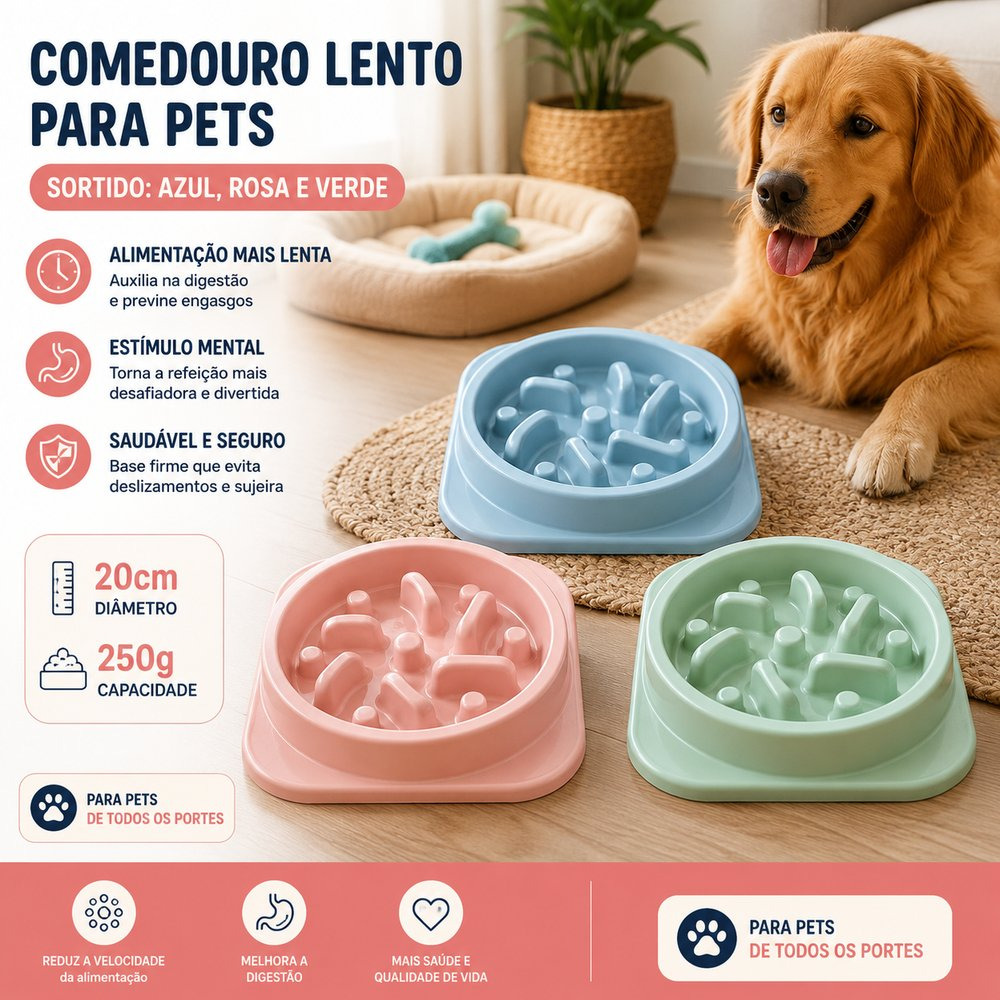 COMEDOURO LENTO
PARA PETS
SORTIDO: AZUL, ROSA E VERDE
ALIMENTAÇÃO MAIS LENTA
Auxilia na digestão
e previne engasgos
ESTÍMULO MENTAL
Torna a refeição mais
desafiadora e divertida
SAUDÁVEL E SEGURO
Base firme que evita
deslizamentos e sujeira
20cm
DIÂMETRO
250g
CAPACIDADE
PARA PETS
DE TODOS OS PORTES
REDUZ A VELOCIDADE
da alimentação
MELHORA A
DIGESTÃO
MAIS SAÚDE E
QUALIDADE DE VIDA
PARA PETS
DE TODOS OS PORTES